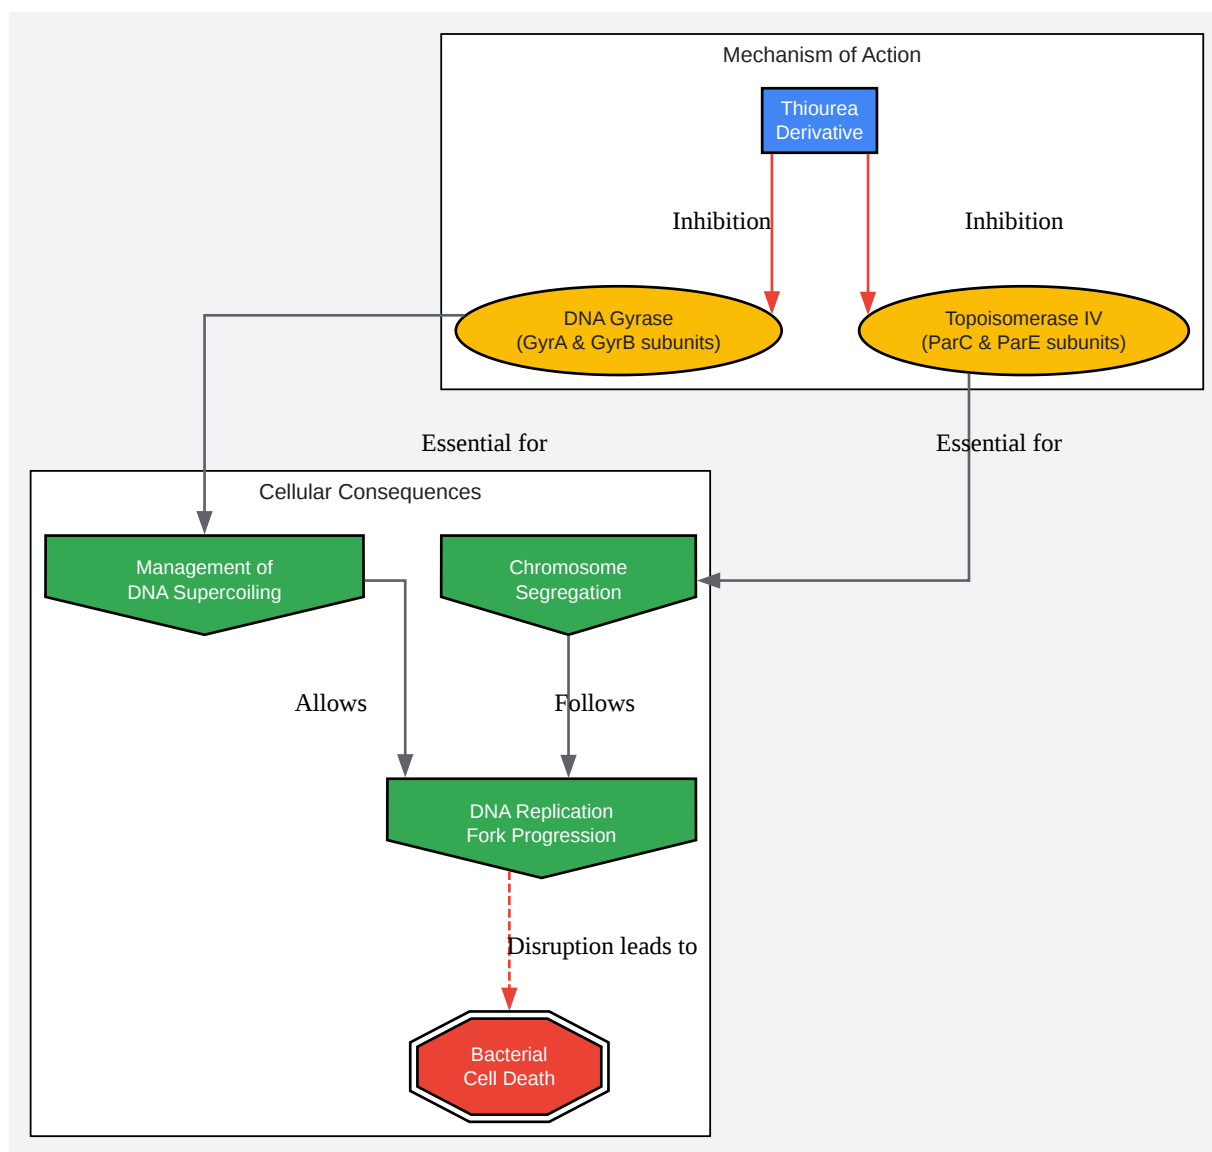 Mechanism of Action
Thiourea
Derivative
Inhibition
Inhibition
DNA Gyrase
(GyrA & GyrB subunits)
Topoisomerase IV
(ParC & ParE subunits)
Essential for
Essential for
Cellular Consequences
Management of
DNA Supercoiling
Chromosome
Segregation
Allows
Follows
DNA Replication
Fork Progression
Disruption leads to
Bacterial
Cell Death